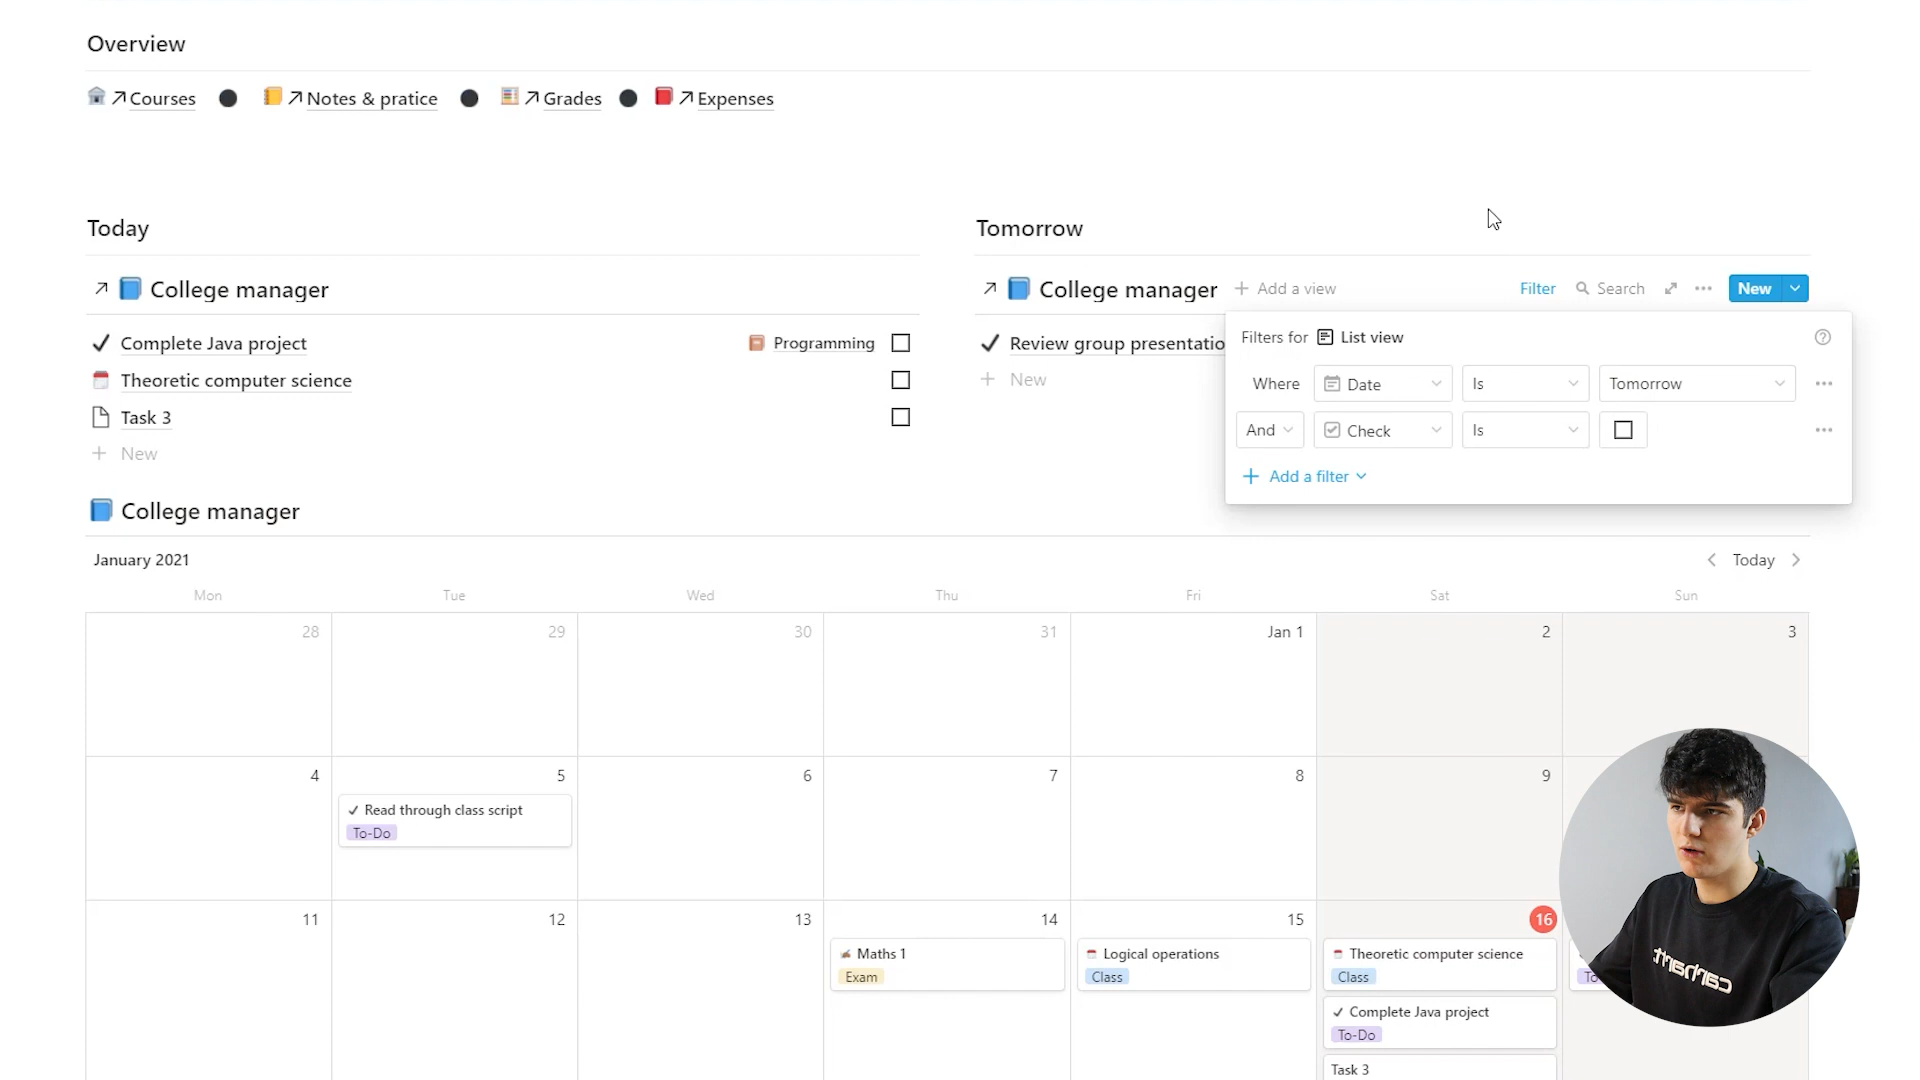 Overview
Courses Notes & pratice Grades Expenses
Today
Tomorrow
College manager
College manager Add a view Filter Search New
Complete Java project Programming
Theoretic computer science
Task 3
New
Review group presentatio
New
Filters for List view
Where Date Is Tomorrow
And Check Is
Add a filter
College manager
January 2021 Today
Mon Tue Wed Thu Fri Sat Sun
28 29 30 31 Jan 1 2 3
4 5 6 7 8 9
Read through class script
To-Do
11 12 13 14 15 16
Maths 1 Logical operations Theoretic computer science
Exam Class Class To
Complete Java project
To-Do
Task 3
carhartt